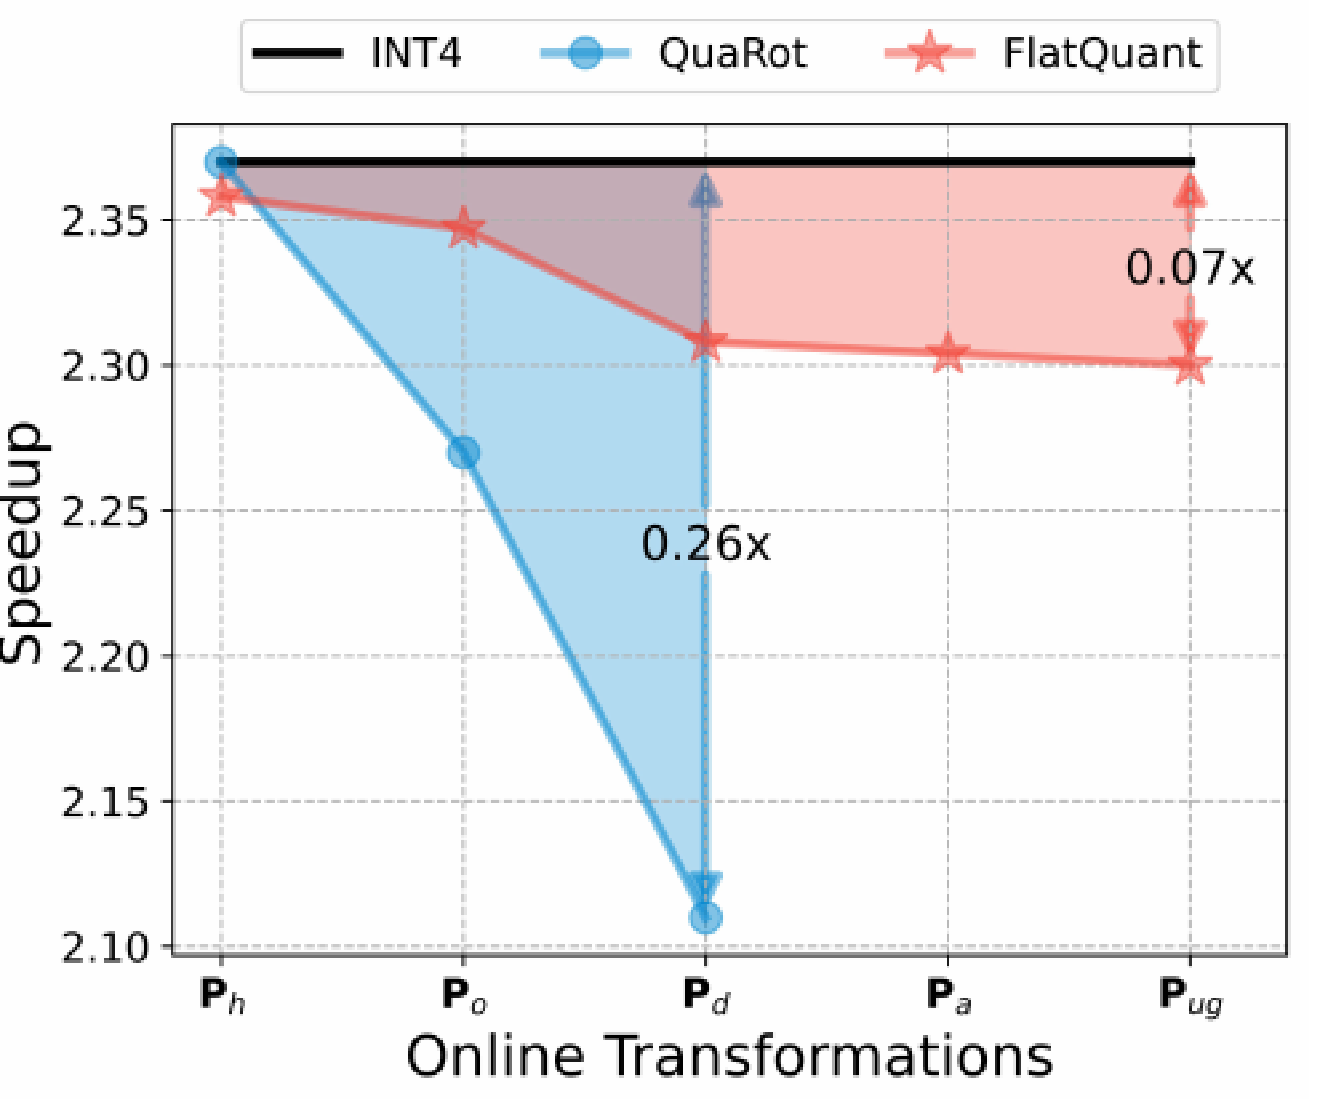 INT4 QuaRot FlatQuant
2.35
2.30
2.25
2.20
2.15
2.10
Speedup
0.07x
0.26x
P_h P_o P_d P_a P_ug
Online Transformations